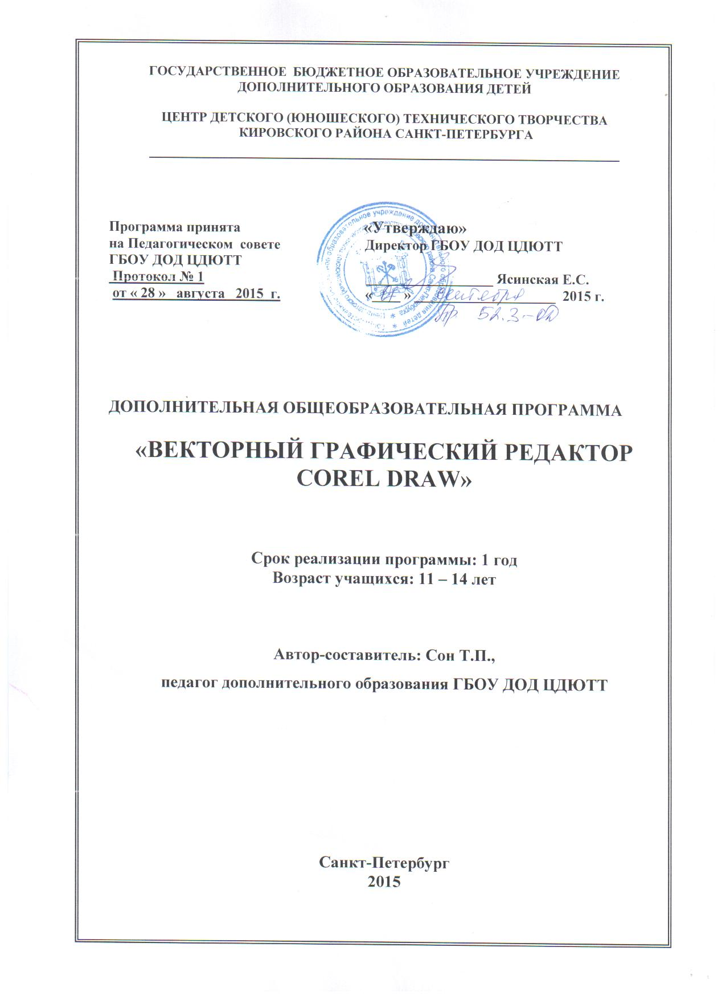 ГОСУДАРСТВЕННОЕ БЮДЖЕТНОЕ ОБРАЗОВАТЕЛЬНОЕ УЧРЕЖДЕНИЕ
ДОПОЛНИТЕЛЬНОГО ОБРАЗОВАНИЯ ДЕТЕЙ
ЦЕНТР ДЕТСКОГО (ЮНОШЕСКОГО) ТЕХНИЧЕСКОГО ТВОРЧЕСТВА
КИРОВСКОГО РАЙОНА САНКТ-ПЕТЕРБУРГА
Программа принята
на Педагогическом совете
ГБОУ ДОД ЦДЮТТ
Протокол № 1
от « 28 » августа 2015 г.
«Утверждаю»
Директор ГБОУ ДОД ЦДЮТТ
Ясинская Е.С.
« » сентября 2015 г.
Пр. 52.3-ОД
ДОПОЛНИТЕЛЬНАЯ ОБЩЕОБРАЗОВАТЕЛЬНАЯ ПРОГРАММА
«ВЕКТОРНЫЙ ГРАФИЧЕСКИЙ РЕДАКТОР
COREL DRAW»
Срок реализации программы: 1 год
Возраст учащихся: 11 – 14 лет
Автор-составитель: Сон Т.П.,
педагог дополнительного образования ГБОУ ДОД ЦДЮТТ
Санкт-Петербург
2015